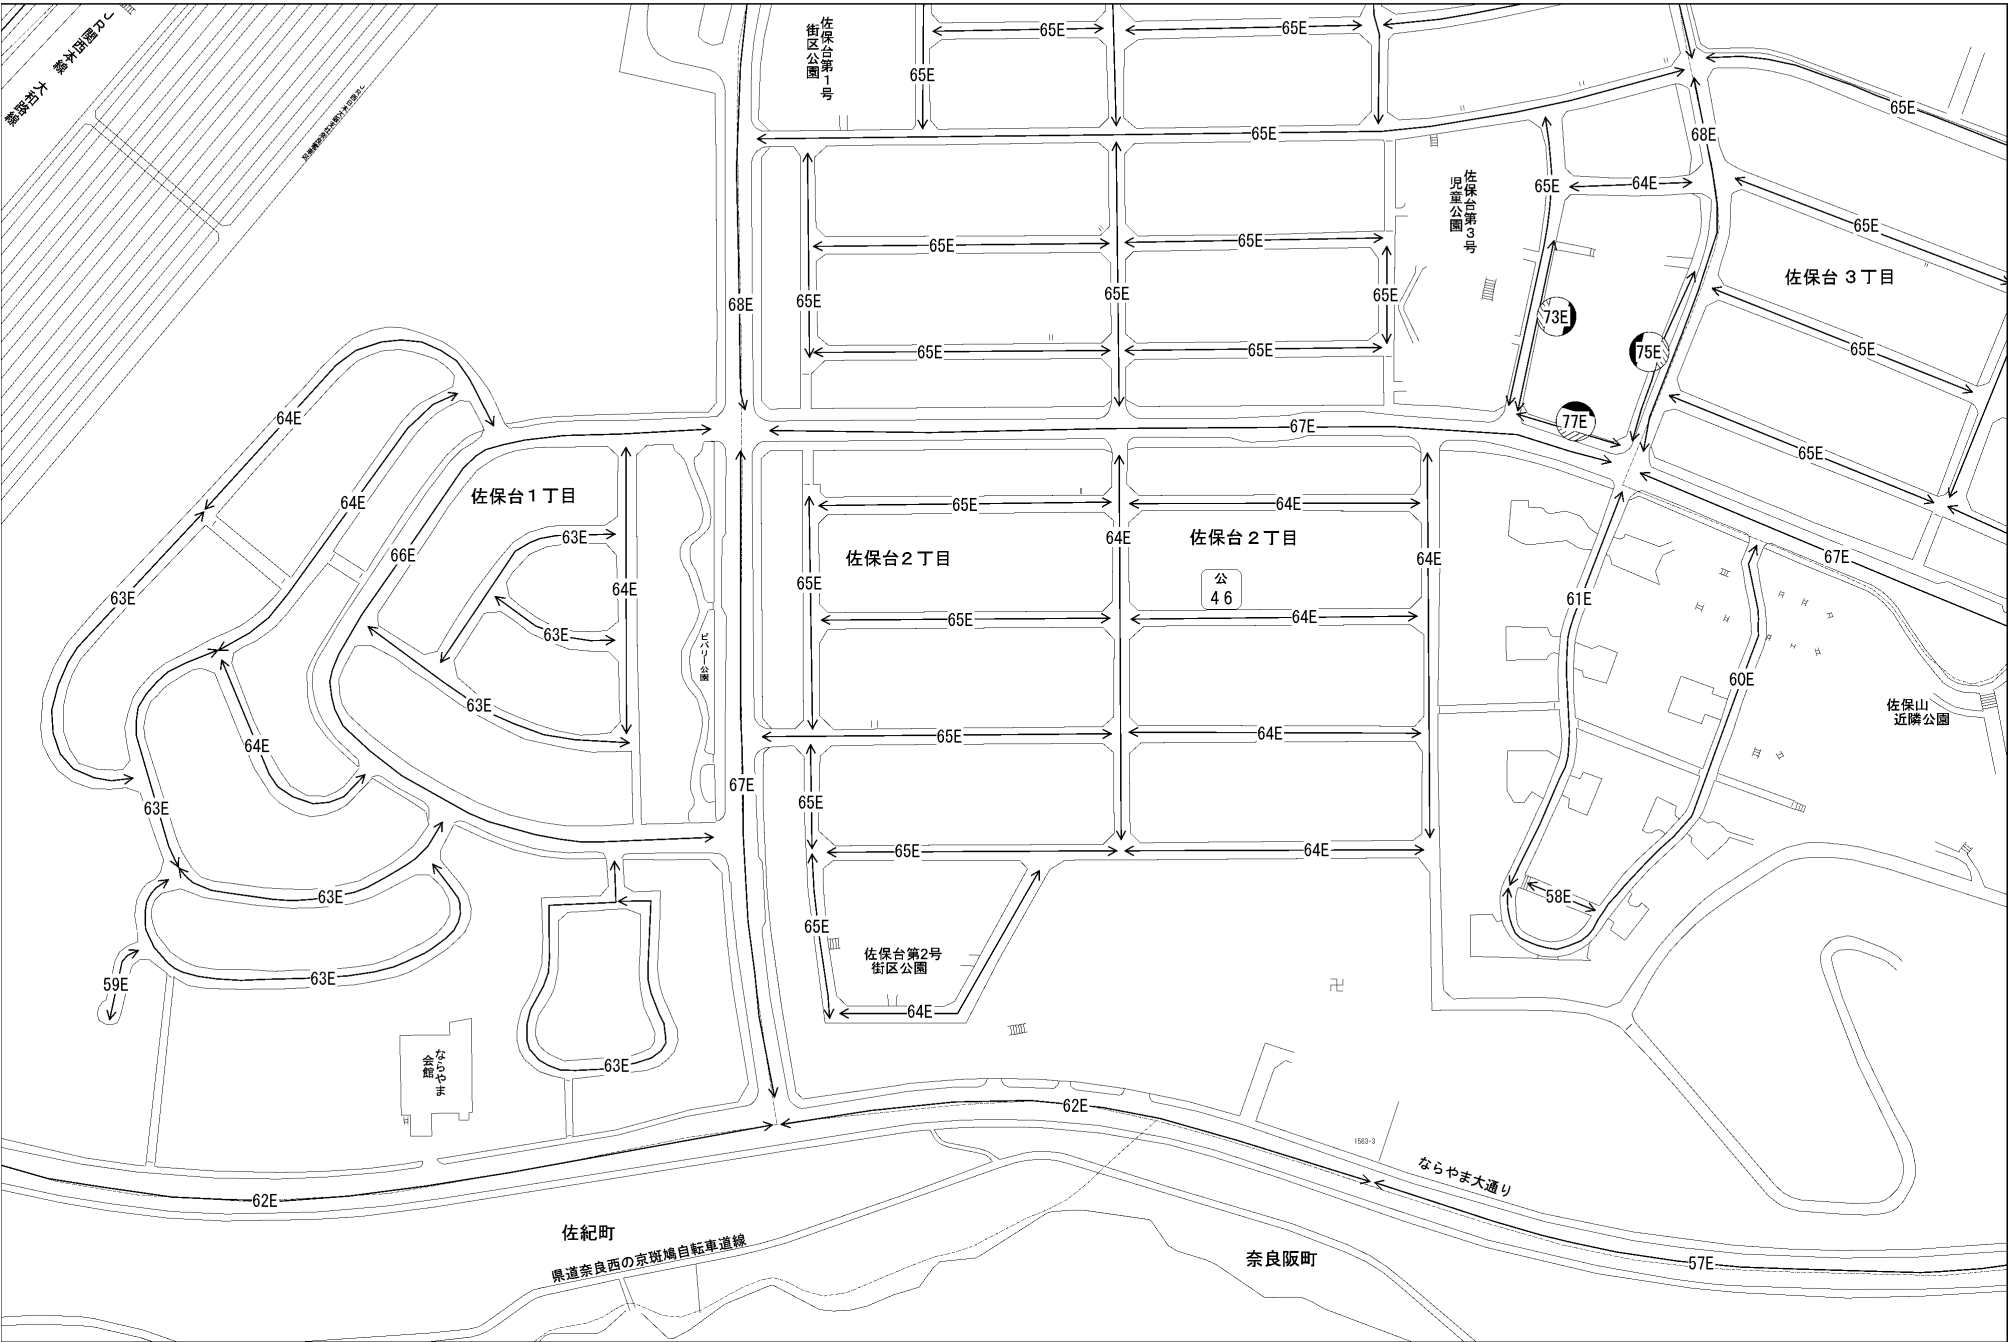 JR関西本線 大和路線
佐保台第1号
街区公園
65E
65E
65E
65E
65E
68E
65E
64E
佐保台第3号
児童公園
65E
65E
65E
65E
佐保台3丁目
68E
65E
65E
65E
73E
75E
65E
65E
65E
64E
77E
67E
65E
佐保台1丁目
64E
66E
63E
64E
63E
65E
64E
64E
佐保台2丁目
佐保台2丁目
64E
67E
65E
公
46
61E
63E
63E
65E
64E
ビバリー公園
60E
佐保山
近隣公園
63E
64E
65E
64E
67E
65E
63E
65E
64E
63E
58E
65E
佐保台第2号
街区公園
63E
59E
64E
ならやま
会館
63E
62E
1563-3
ならやま大通り
62E
佐紀町
県道奈良西の京斑鳩自転車道線
奈良阪町
57E